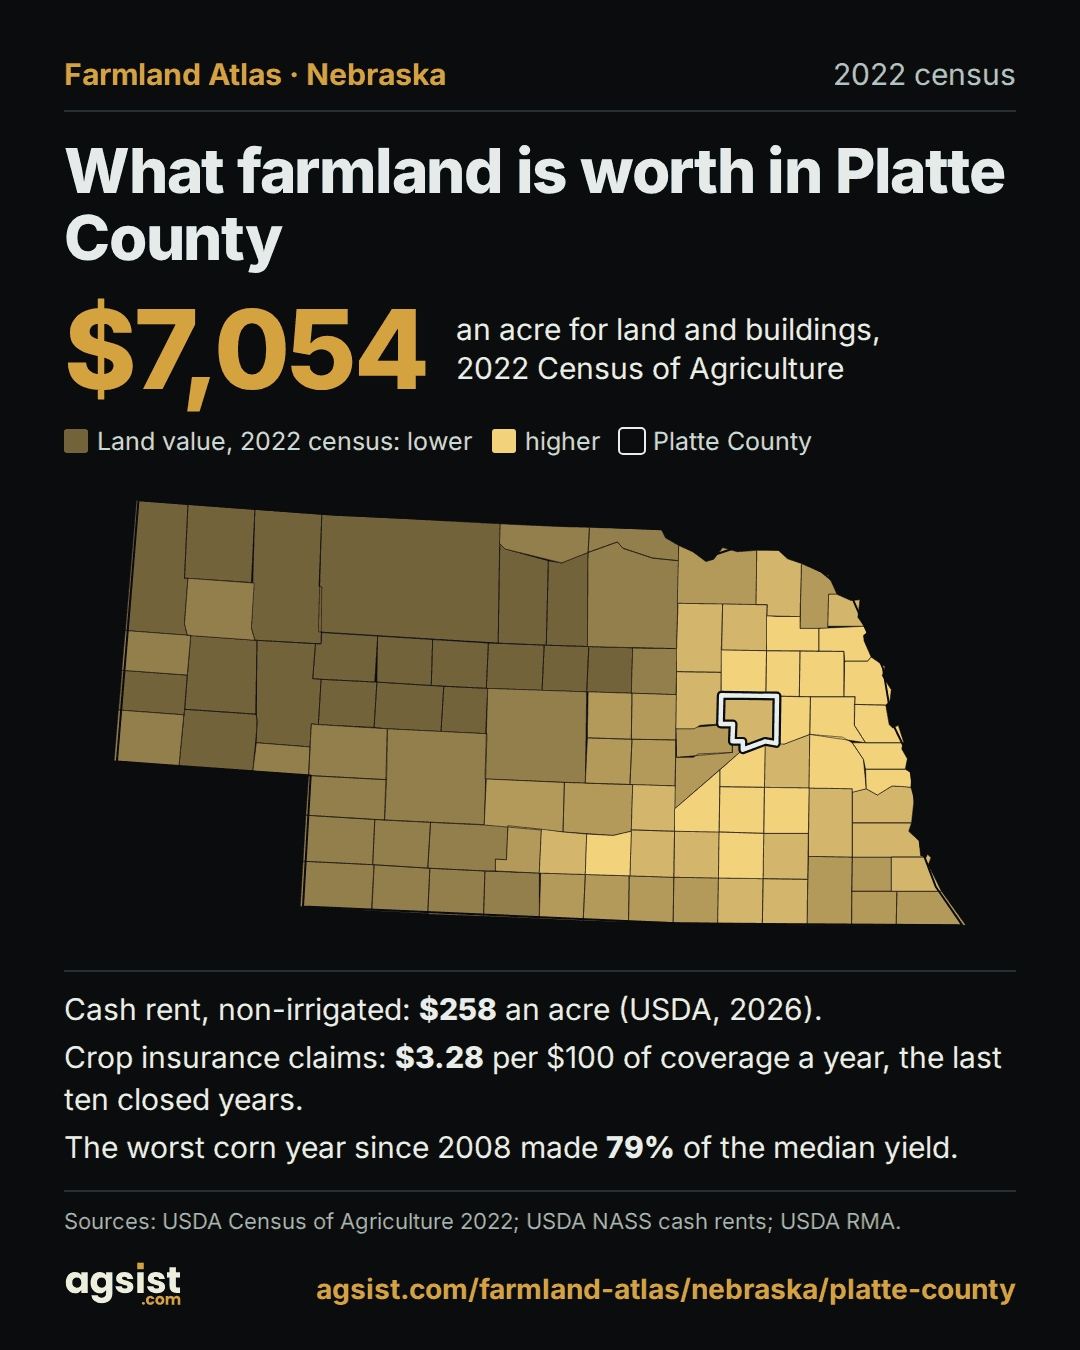 Farmland Atlas · Nebraska
2022 census
What farmland is worth in Platte
County
$7,054
an acre for land and buildings,
2022 Census of Agriculture
Land value, 2022 census: lower
higher
Platte County
Cash rent, non-irrigated: $258 an acre (USDA, 2026).
Crop insurance claims: $3.28 per $100 of coverage a year, the last
ten closed years.
The worst corn year since 2008 made 79% of the median yield.
Sources: USDA Census of Agriculture 2022; USDA NASS cash rents; USDA RMA.
agsist
.com
agsist.com/farmland-atlas/nebraska/platte-county